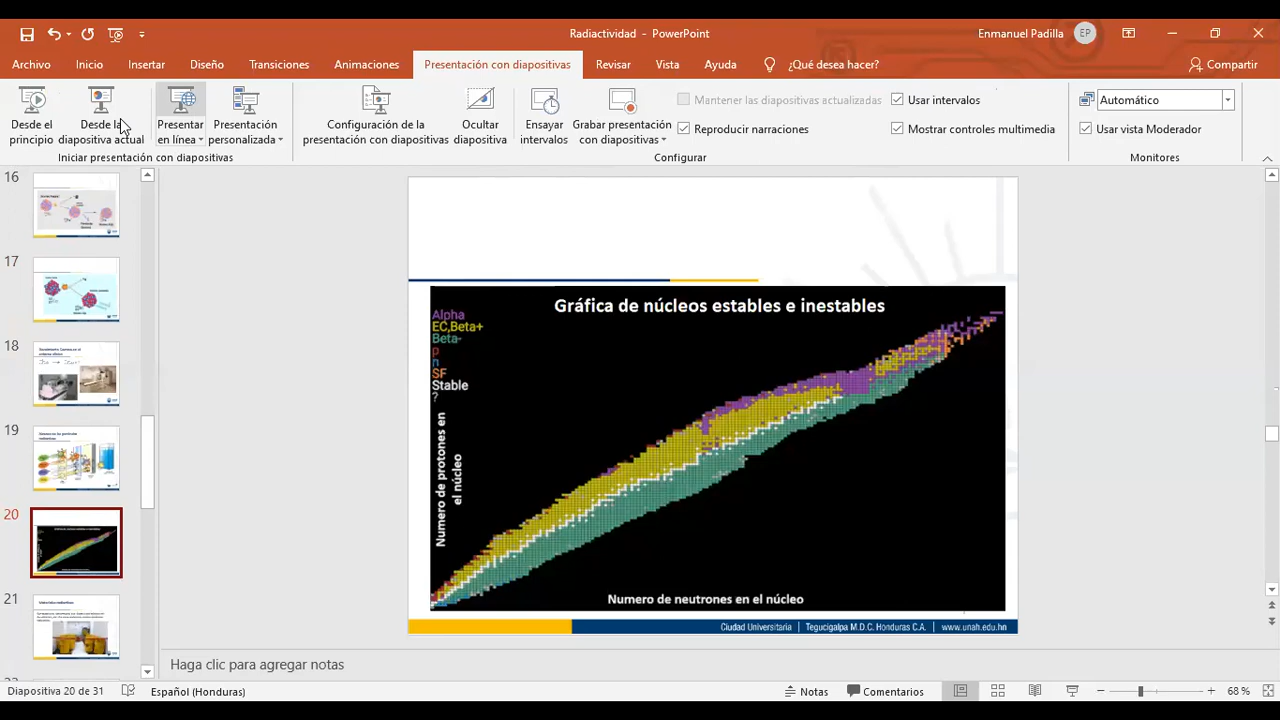 Radiactividad - PowerPoint
Emmanuel Padilla
EP
Archivo
Inicio
Insertar
Diseño
Transiciones
Animaciones
Presentación con diapositivas
Revisar
Vista
Ayuda
¿Qué desea hacer?
Compartir
Desde el principio
Desde la diapositiva actual
Presentar en línea
Presentación personalizada
Iniciar presentación con diapositivas
Configuración de la presentación con diapositivas
Ocultar diapositiva
Ensayar intervalos
Grabar presentación con diapositivas
Mantener las diapositivas actualizadas
Reproducir narraciones
Usar intervalos
Mostrar controles multimedia
Configurar
Automático
Usar vista Moderador
Monitores
16
17
18
19
20
21
Gráfica de núcleos estables e inestables
Alpha
EC,Beta+
Beta-
p
n
SF
Stable
?
Numero de protones en
el núcleo
Numero de neutrones en el núcleo
Ciudad Universitaria | Tegucigalpa M.D.C. Honduras C.A. | www.unah.edu.hn
Haga clic para agregar notas
Diapositiva 20 de 31
Español (Honduras)
Notas
Comentarios
68 %